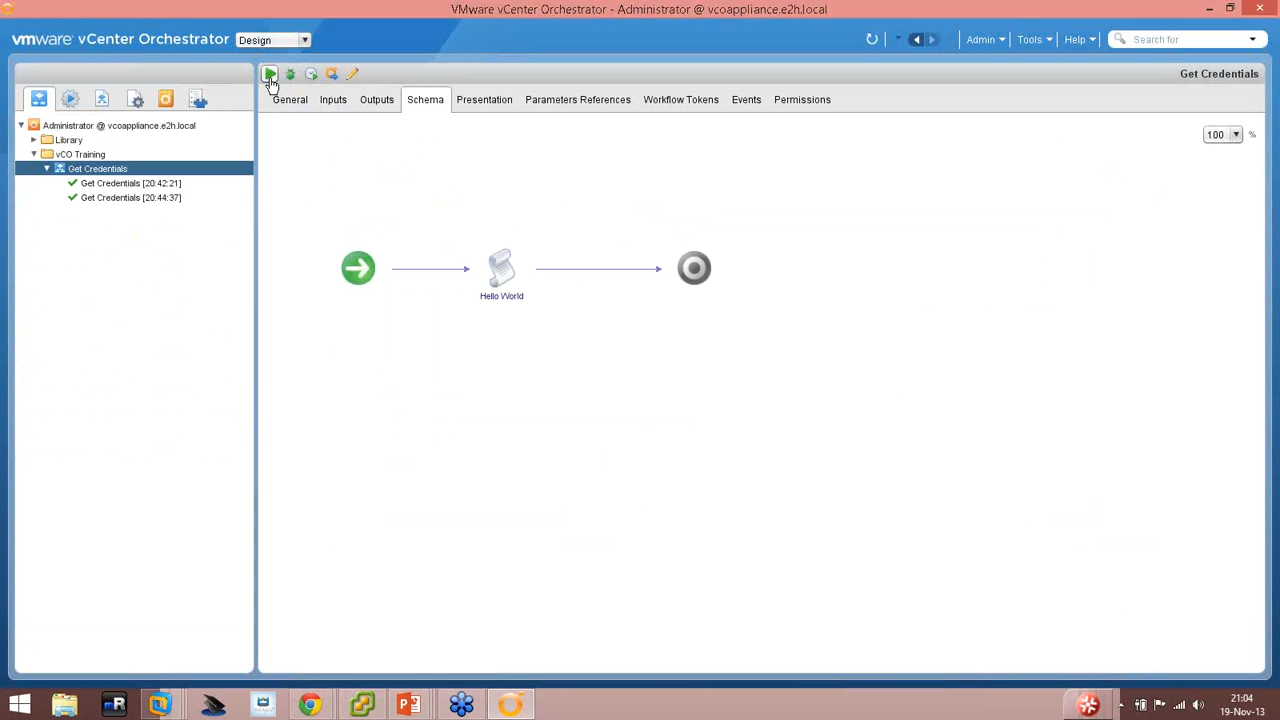 VMware vCenter Orchestrator - Administrator @ vcoappliance.e2h.local
vmware vCenter Orchestrator Design
Admin Tools Help Search for
Get Credentials
General Inputs Outputs Schema Presentation Parameters References Workflow Tokens Events Permissions
Administrator @ vcoappliance.e2h.local
Library
vCO Training
Get Credentials
Get Credentials [20:42:21]
Get Credentials [20:44:37]
100 %
Hello World
mR
21:04
19-Nov-13